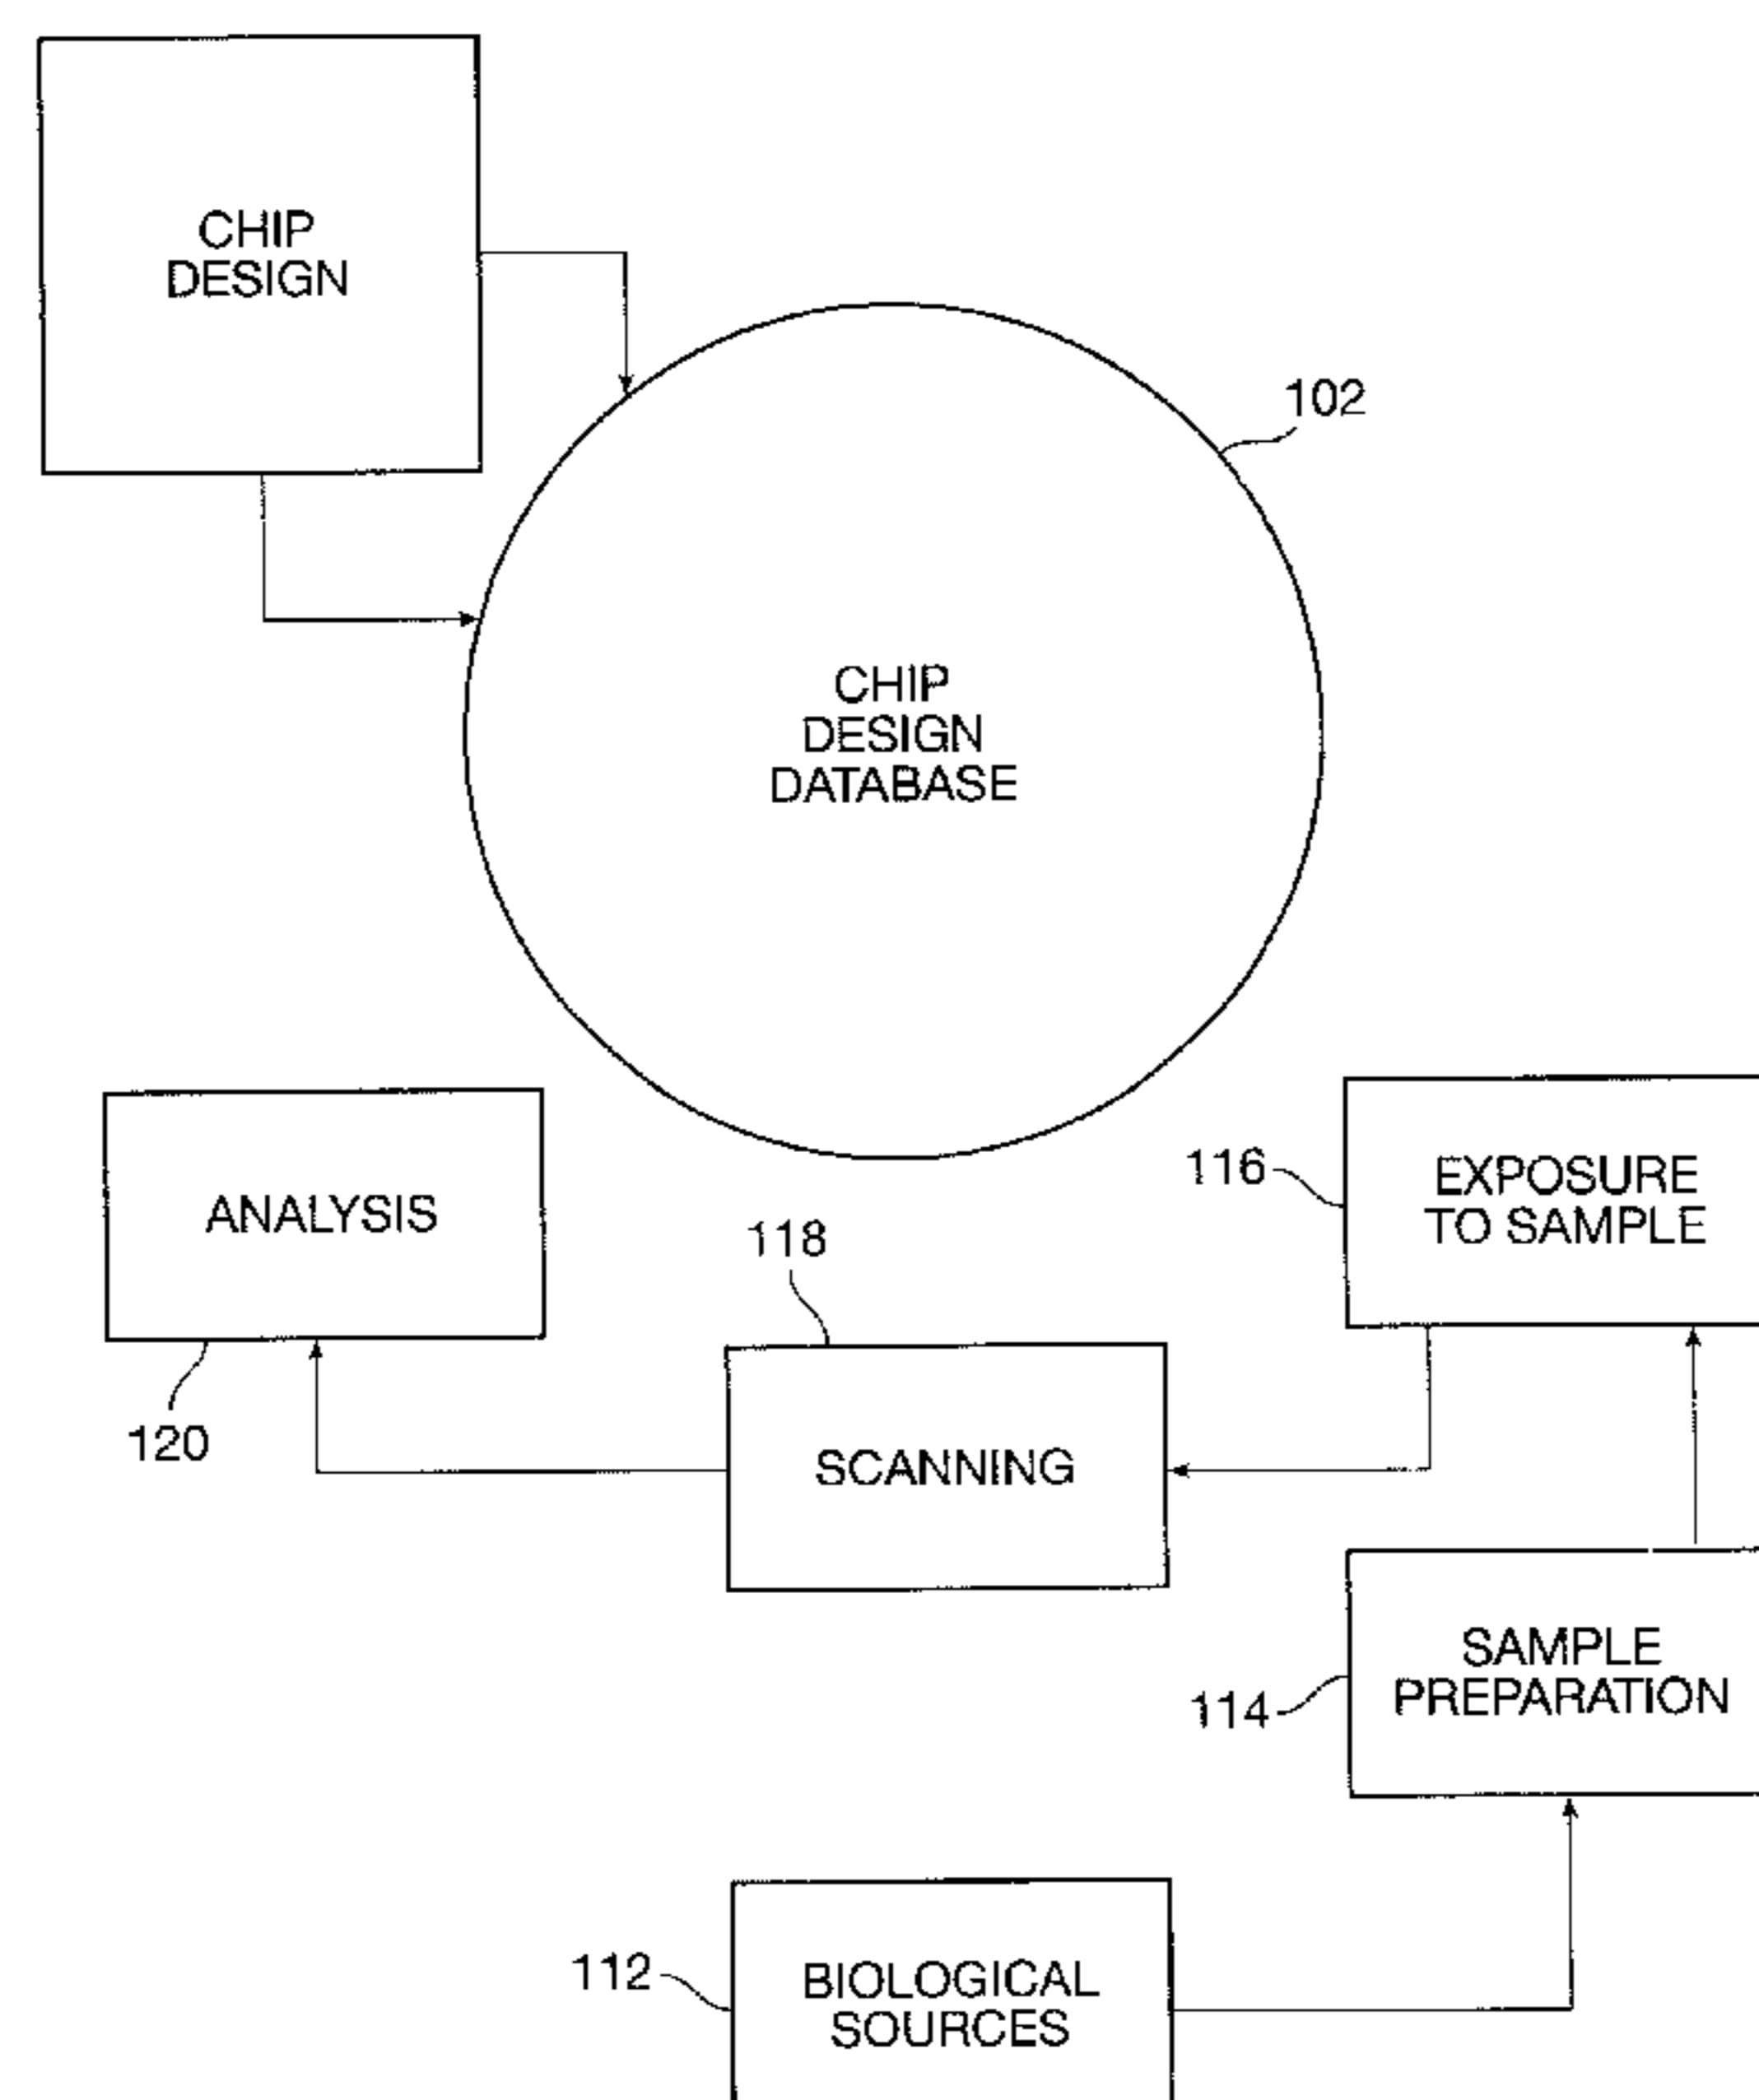 CHIP
DESIGN
102
CHIP
DESIGN
DATABASE
116
EXPOSURE
TO SAMPLE
ANALYSIS
118
120
SCANNING
SAMPLE
PREPARATION
114
112
BIOLOGICAL
SOURCES